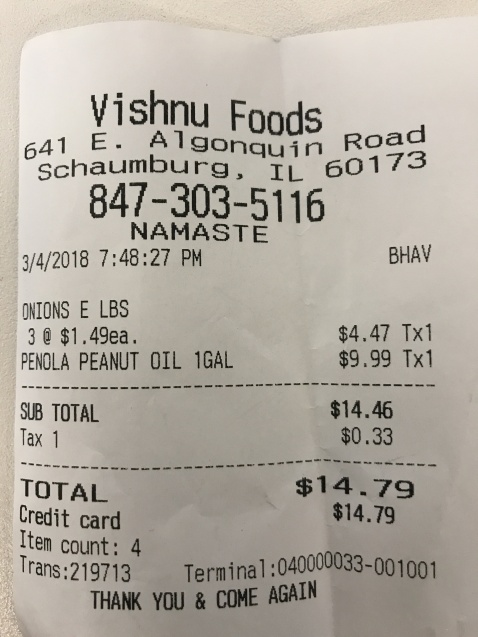 Vishnu Foods
641 E. Algonquin Road
Schaumburg, IL 60173
847-303-5116
NAMASTE
3/4/2018 7:48:27 PM BHAV
ONIONS E LBS
3 @ $1.49ea. $4.47 Tx1
PENOLA PEANUT OIL 1GAL $9.99 Tx1
SUB TOTAL $14.46
Tax 1 $0.33
TOTAL $14.79
Credit card $14.79
Item count: 4
Trans:219713 Terminal:040000033-001001
THANK YOU & COME AGAIN